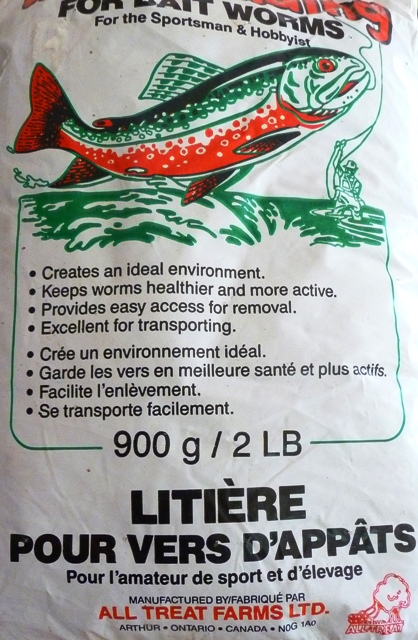 FOR BAIT WORMS
For the Sportsman & Hobbyist
• Creates an ideal environment.
• Keeps worms healthier and more active.
• Provides easy access for removal.
• Excellent for transporting.
• Crée un environnement idéal.
• Garde les vers en meilleure santé et plus actifs.
• Facilite l'enlèvement.
• Se transporte facilement.
900 g / 2 LB
LITIÈRE
POUR VERS D'APPÂTS
Pour l'amateur de sport et d'élevage
MANUFACTURED BY/FABRIQUÉ PAR
ALL TREAT FARMS LTD.
ARTHUR • ONTARIO • CANADA • N0G 1A0